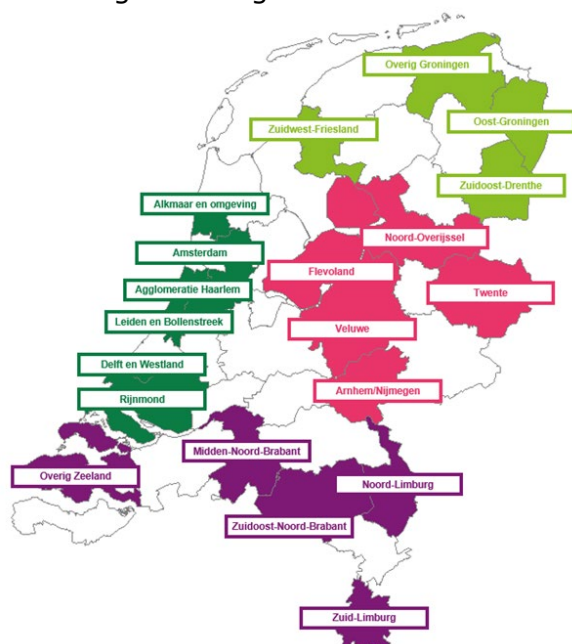 Overig Groningen
Oost-Groningen
Zuidwest-Friesland
Zuidoost-Drenthe
Alkmaar en omgeving
Amsterdam
Noord-Overijssel
Flevoland
Agglomeratie Haarlem
Twente
Leiden en Bollenstreek
Veluwe
Delft en Westland
Arnhem/Nijmegen
Rijnmond
Midden-Noord-Brabant
Overig Zeeland
Noord-Limburg
Zuidoost-Noord-Brabant
Zuid-Limburg